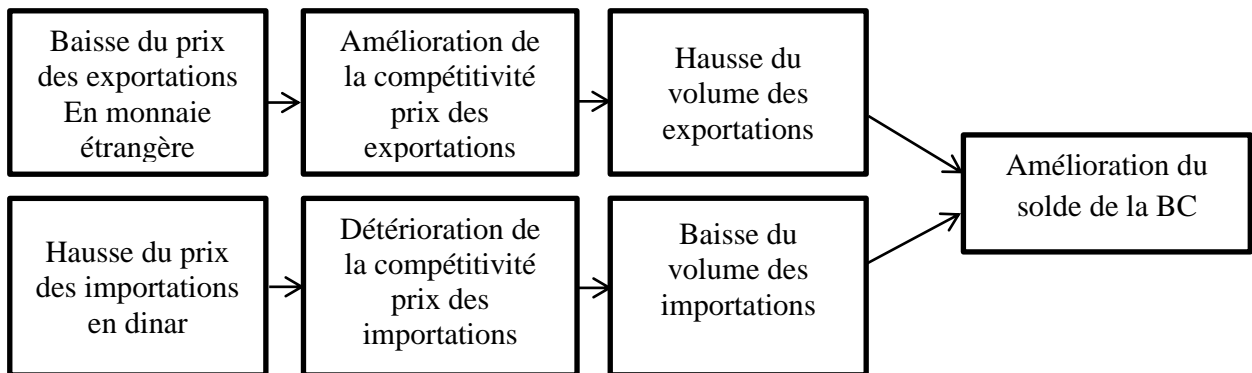 Baisse du prix
des exportations
En monnaie
étrangère
Amélioration de
la compétitivité
prix des
exportations
Hausse du
volume des
exportations
Amélioration du
solde de la BC
Hausse du prix
des importations
en dinar
Détérioration de
la compétitivité
prix des
importations
Baisse du
volume des
importations